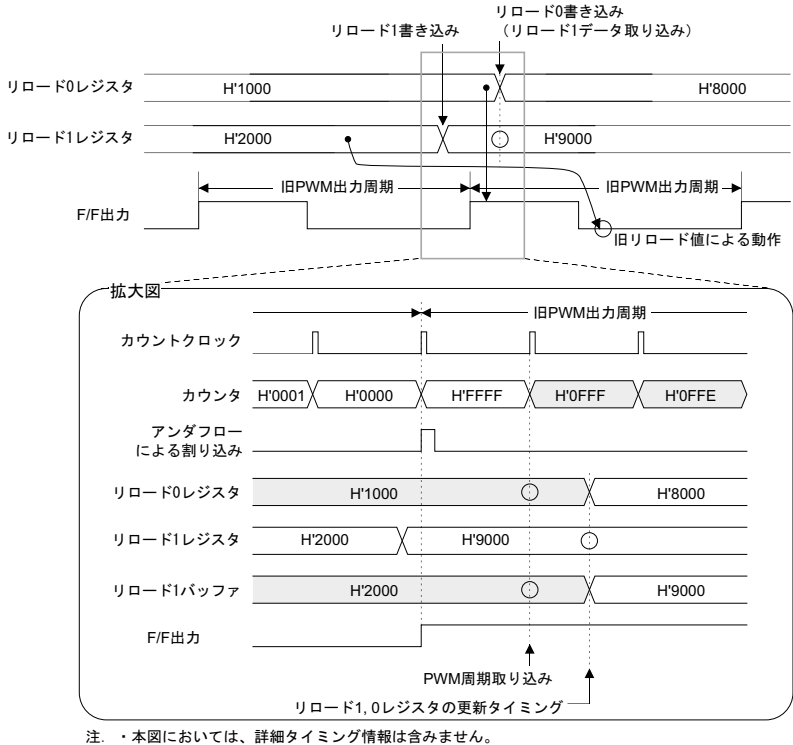 リロード0書き込み
リロード1書き込み （リロード1データ取り込み）
リロード0レジスタ H'1000 H'8000
リロード1レジスタ H'2000 H'9000
旧PWM出力周期 旧PWM出力周期
F/F出力
旧リロード値による動作
拡大図
旧PWM出力周期
カウントクロック
カウンタ H'0001 H'0000 H'FFFF H'0FFF H'0FFE
アンダフロー
による割り込み
リロード0レジスタ H'1000 H'8000
リロード1レジスタ H'2000 H'9000
リロード1バッファ H'2000 H'9000
F/F出力
PWM周期取り込み
リロード1, 0レジスタの更新タイミング
注. ・本図においては、詳細タイミング情報は含みません。